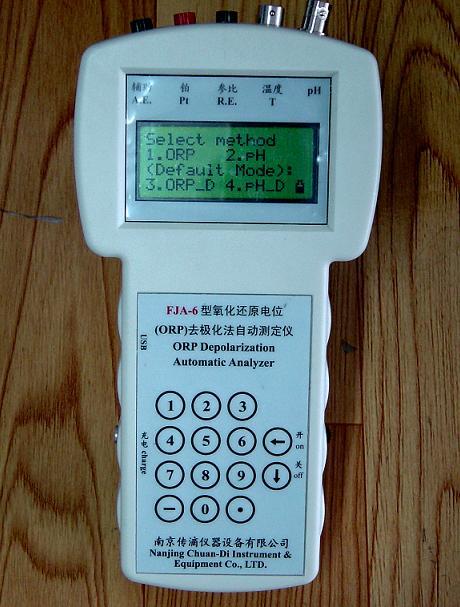 辅助 铂 参比 温度 pH
A.E. Pt R.E. T
Select method
1.ORP 2.pH
(Default Mode):
3.ORP_D 4.pH_D
FJA-6 型氧化还原电位
(ORP)去极化法自动测定仪
ORP Depolarization
Automatic Analyzer
USB
1 2 3
4 5 6 ←
开
on
充电 charge
7 8 9 ↓
关
off
— 0 •
南京传滴仪器设备有限公司
Nanjing Chuan-Di Instrument &
Equipment Co., LTD.